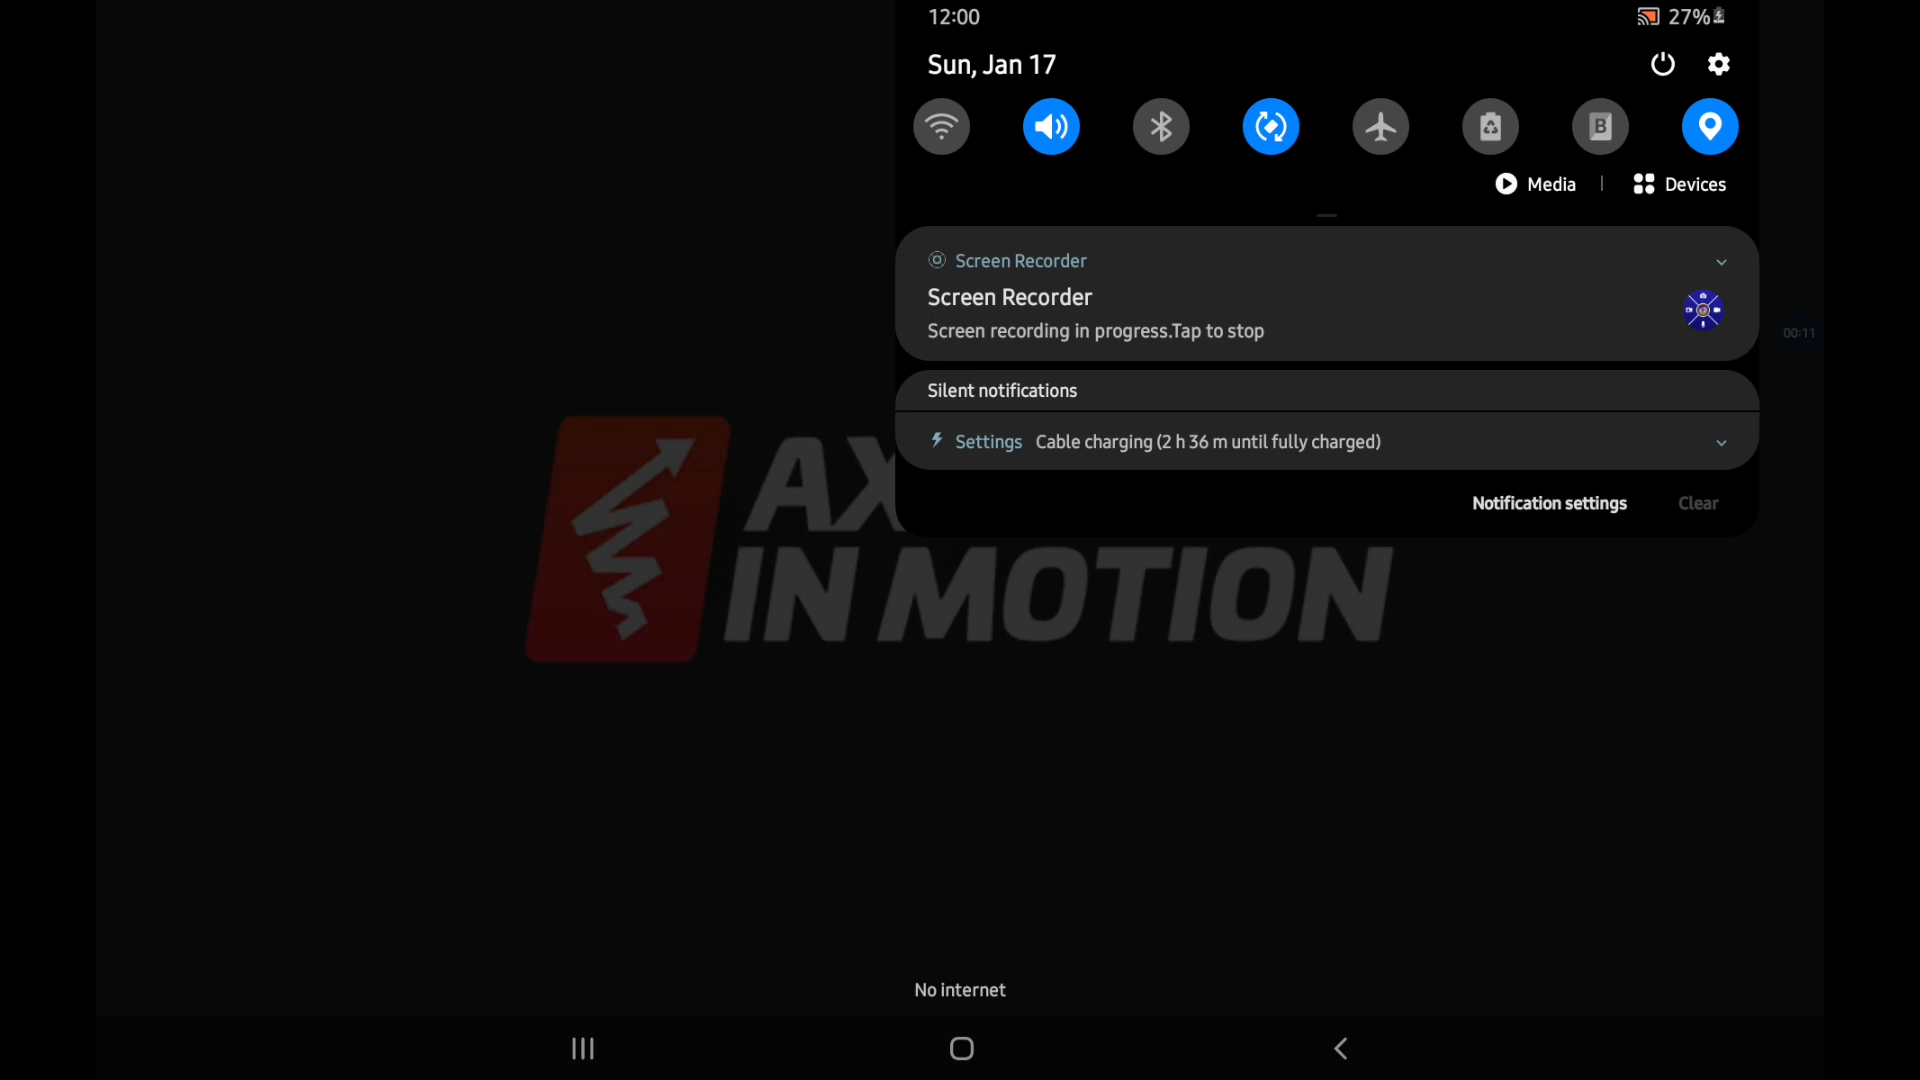 12:00
27%
Sun, Jan 17
B
Media | Devices
Screen Recorder
Screen Recorder
Screen recording in progress.Tap to stop
00:11
Silent notifications
Settings Cable charging (2 h 36 m until fully charged)
Notification settings Clear
AX
IN MOTION
No internet